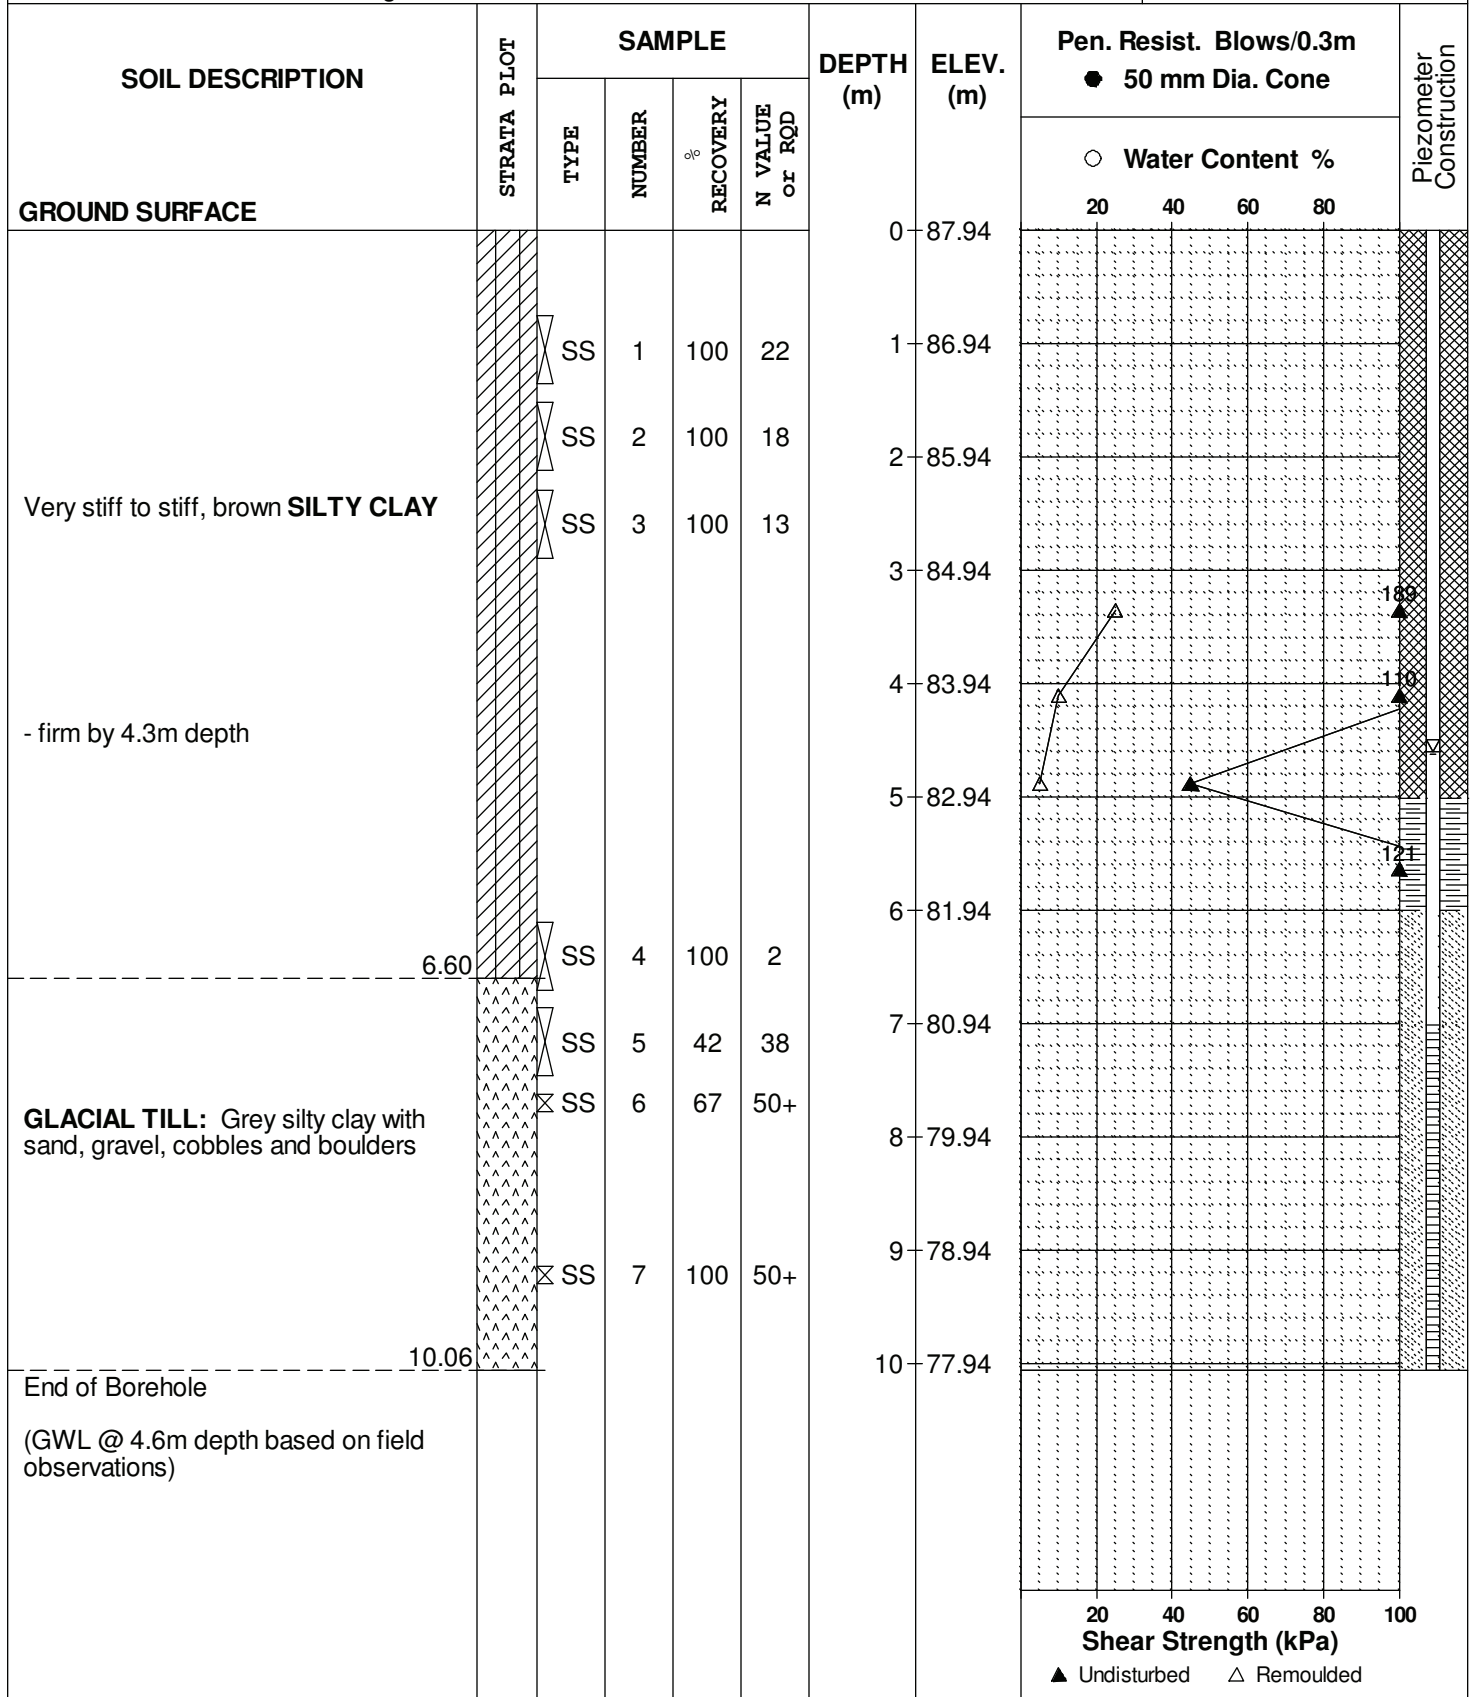 SOIL DESCRIPTION
GROUND SURFACE
STRATA PLOT
SAMPLE
TYPE
NUMBER
%
RECOVERY
N VALUE
or RQD
DEPTH
(m)
ELEV.
(m)
Pen. Resist. Blows/0.3m
● 50 mm Dia. Cone
○ Water Content %
20 40 60 80
Piezometer
Construction
0 87.94
SS 1 100 22
1 86.94
SS 2 100 18
2 85.94
Very stiff to stiff, brown SILTY CLAY
SS 3 100 13
3 84.94
189
4 83.94
110
- firm by 4.3m depth
5 82.94
121
6 81.94
6.60
SS 4 100 2
7 80.94
SS 5 42 38
SS 6 67 50+
GLACIAL TILL: Grey silty clay with
sand, gravel, cobbles and boulders
8 79.94
9 78.94
SS 7 100 50+
10.06
10 77.94
End of Borehole
(GWL @ 4.6m depth based on field
observations)
20 40 60 80 100
Shear Strength (kPa)
▲ Undisturbed △ Remoulded